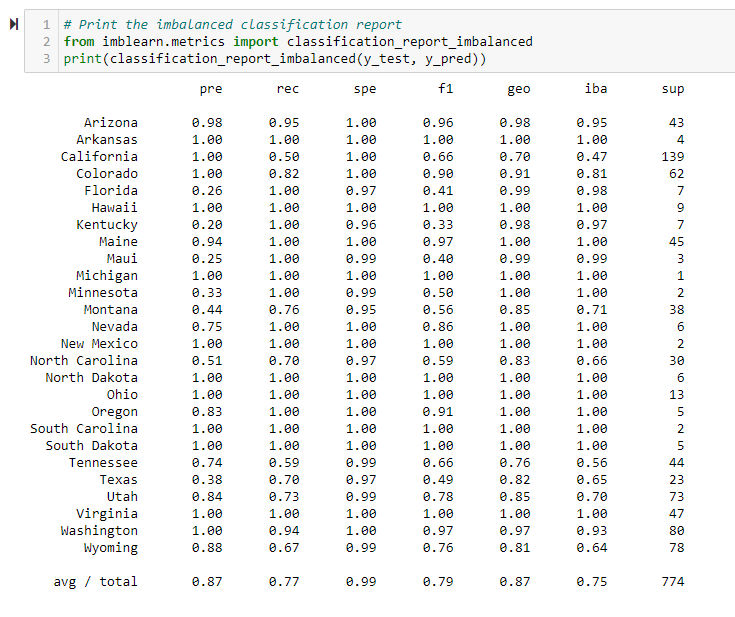 1 # Print the imbalanced classification report
2 from imblearn.metrics import classification_report_imbalanced
3 print(classification_report_imbalanced(y_test, y_pred))
pre rec spe f1 geo iba sup
Arizona 0.98 0.95 1.00 0.96 0.98 0.95 43
Arkansas 1.00 1.00 1.00 1.00 1.00 1.00 4
California 1.00 0.50 1.00 0.66 0.70 0.47 139
Colorado 1.00 0.82 1.00 0.90 0.91 0.81 62
Florida 0.26 1.00 0.97 0.41 0.99 0.98 7
Hawaii 1.00 1.00 1.00 1.00 1.00 1.00 9
Kentucky 0.20 1.00 0.96 0.33 0.98 0.97 7
Maine 0.94 1.00 1.00 0.97 1.00 1.00 45
Maui 0.25 1.00 0.99 0.40 0.99 0.99 3
Michigan 1.00 1.00 1.00 1.00 1.00 1.00 1
Minnesota 0.33 1.00 0.99 0.50 1.00 1.00 2
Montana 0.44 0.76 0.95 0.56 0.85 0.71 38
Nevada 0.75 1.00 1.00 0.86 1.00 1.00 6
New Mexico 1.00 1.00 1.00 1.00 1.00 1.00 2
North Carolina 0.51 0.70 0.97 0.59 0.83 0.66 30
North Dakota 1.00 1.00 1.00 1.00 1.00 1.00 6
Ohio 1.00 1.00 1.00 1.00 1.00 1.00 13
Oregon 0.83 1.00 1.00 0.91 1.00 1.00 5
South Carolina 1.00 1.00 1.00 1.00 1.00 1.00 2
South Dakota 1.00 1.00 1.00 1.00 1.00 1.00 5
Tennessee 0.74 0.59 0.99 0.66 0.76 0.56 44
Texas 0.38 0.70 0.97 0.49 0.82 0.65 23
Utah 0.84 0.73 0.99 0.78 0.85 0.70 73
Virginia 1.00 1.00 1.00 1.00 1.00 1.00 47
Washington 1.00 0.94 1.00 0.97 0.97 0.93 80
Wyoming 0.88 0.67 0.99 0.76 0.81 0.64 78
avg / total 0.87 0.77 0.99 0.79 0.87 0.75 774